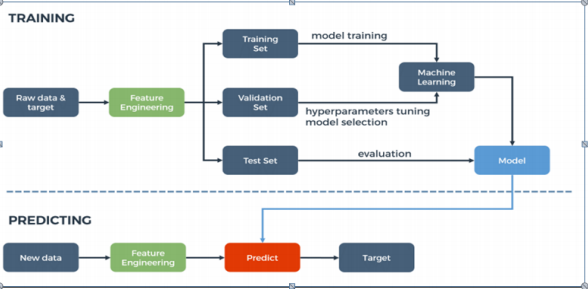 TRAINING
Training
Set
model training
Machine
Learning
Raw data &
target
Feature
Engineering
Validation
Set
hyperparameters tuning
model selection
Test Set
evaluation
Model
PREDICTING
New data
Feature
Engineering
Predict
Target